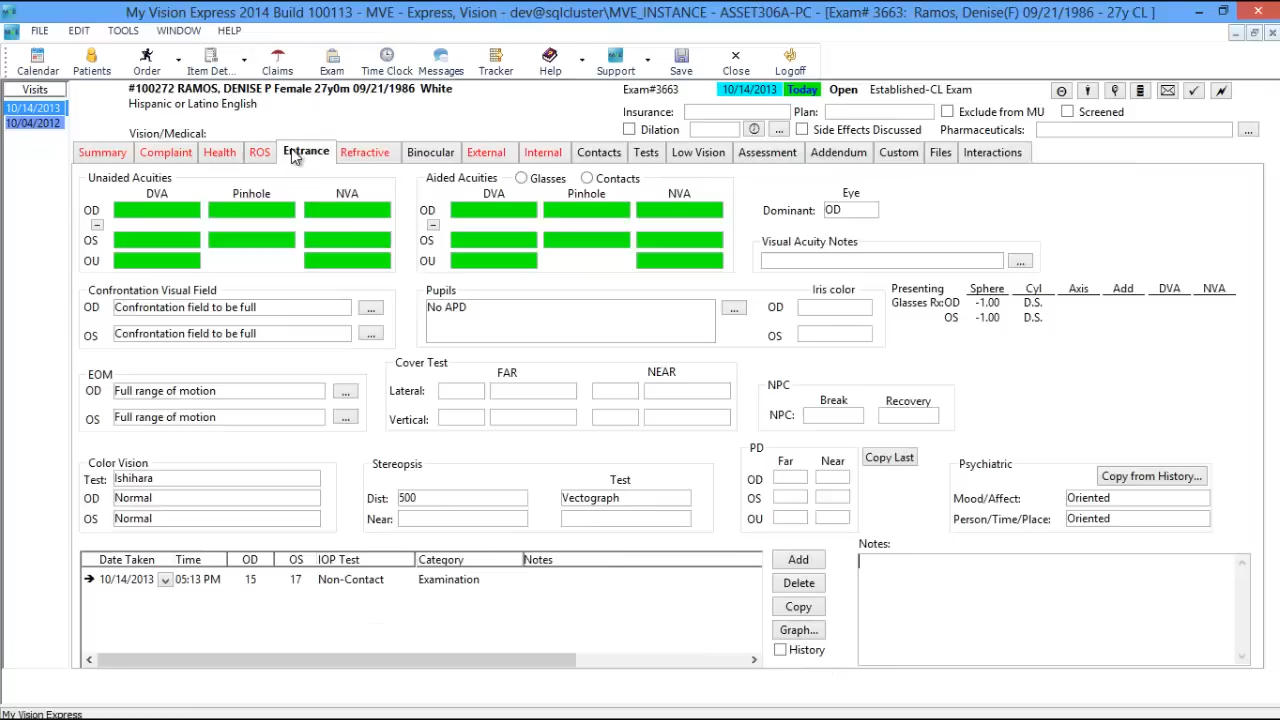 My Vision Express 2014 Build 100113 - MVE - Express, Vision - dev@sqlcluster\MVE_INSTANCE - ASSET306A-PC - [Exam# 3663: Ramos, Denise(F) 09/21/1986 - 27y CL ]
FILE EDIT TOOLS WINDOW HELP
Calendar Patients Order Item Det... Claims Exam Time Clock Messages Tracker Help Support Save Close Logoff
Visits
10/14/2013
10/04/2012
#100272 RAMOS, DENISE P Female 27y0m 09/21/1986 White
Hispanic or Latino English
Vision/Medical:
Exam#3663 10/14/2013 Today Open Established-CL Exam
Insurance: Plan: Exclude from MU Screened
Dilation ... Side Effects Discussed Pharmaceuticals: ...
Summary Complaint Health ROS Entrance Refractive Binocular External Internal Contacts Tests Low Vision Assessment Addendum Custom Files Interactions
Unaided Acuities
DVA Pinhole NVA
OD
OS
OU
Aided Acuities Glasses Contacts
DVA Pinhole NVA
OD
OS
OU
Eye
Dominant: OD
Visual Acuity Notes
...
Confrontation Visual Field
OD Confrontation field to be full ...
OS Confrontation field to be full ...
Pupils
No APD ...
Iris color
OD
OS
Presenting Sphere Cyl Axis Add DVA NVA
Glasses Rx:OD -1.00 D.S.
OS -1.00 D.S.
EOM
OD Full range of motion ...
OS Full range of motion ...
Cover Test
FAR NEAR
Lateral:
Vertical:
NPC
Break Recovery
NPC:
Color Vision
Test: Ishihara
OD Normal
OS Normal
Stereopsis
Test
Dist: 500 Vectograph
Near:
PD
Far Near
OD
OS
OU
Copy Last
Psychiatric
Copy from History...
Mood/Affect: Oriented
Person/Time/Place: Oriented
Date Taken Time OD OS IOP Test Category Notes
10/14/2013 05:13 PM 15 17 Non-Contact Examination
Add
Delete
Copy
Graph...
History
Notes:
My Vision Express